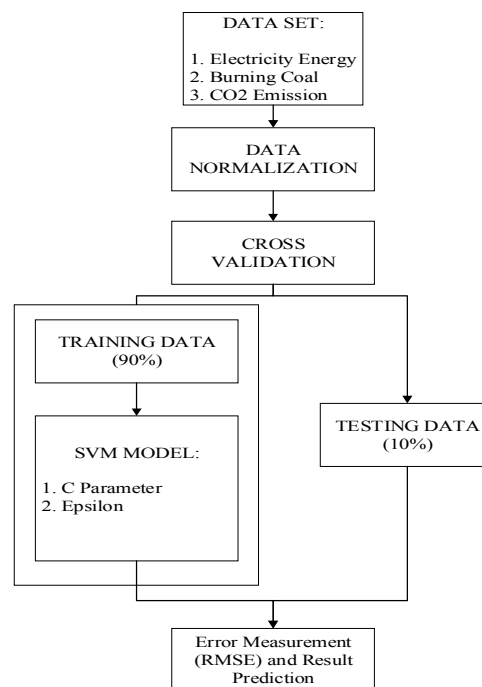 DATA SET:
1. Electricity Energy
2. Burning Coal
3. CO2 Emission
DATA
NORMALIZATION
CROSS
VALIDATION
TRAINING DATA
(90%)
SVM MODEL:
1. C Parameter
2. Epsilon
TESTING DATA
(10%)
Error Measurement
(RMSE) and Result
Prediction